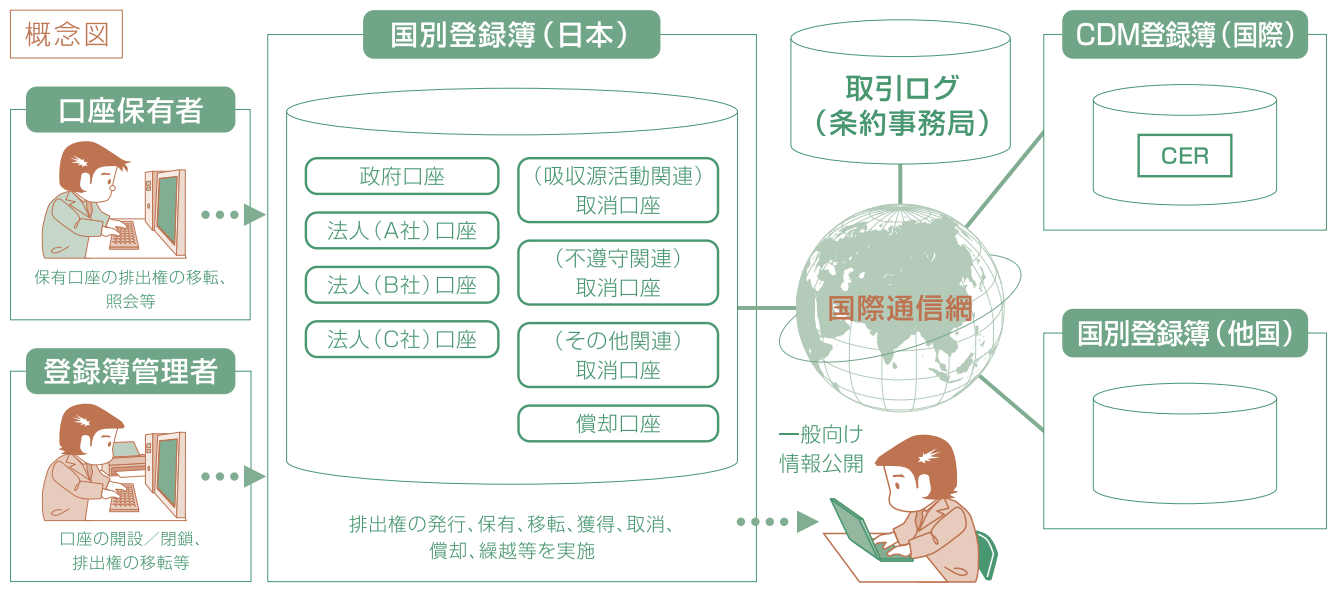 概念図
口座保有者
保有口座の排出権の移転、
照会等
登録簿管理者
口座の開設／閉鎖、
排出権の移転等
国別登録簿（日本）
政府口座
法人（A社）口座
法人（B社）口座
法人（C社）口座
（吸収源活動関連）
取消口座
（不遵守関連）
取消口座
（その他関連）
取消口座
償却口座
排出権の発行、保有、移転、獲得、取消、
償却、繰越等を実施
取引ログ
（条約事務局）
国際通信網
一般向け
情報公開
CDM登録簿（国際）
CER
国別登録簿（他国）